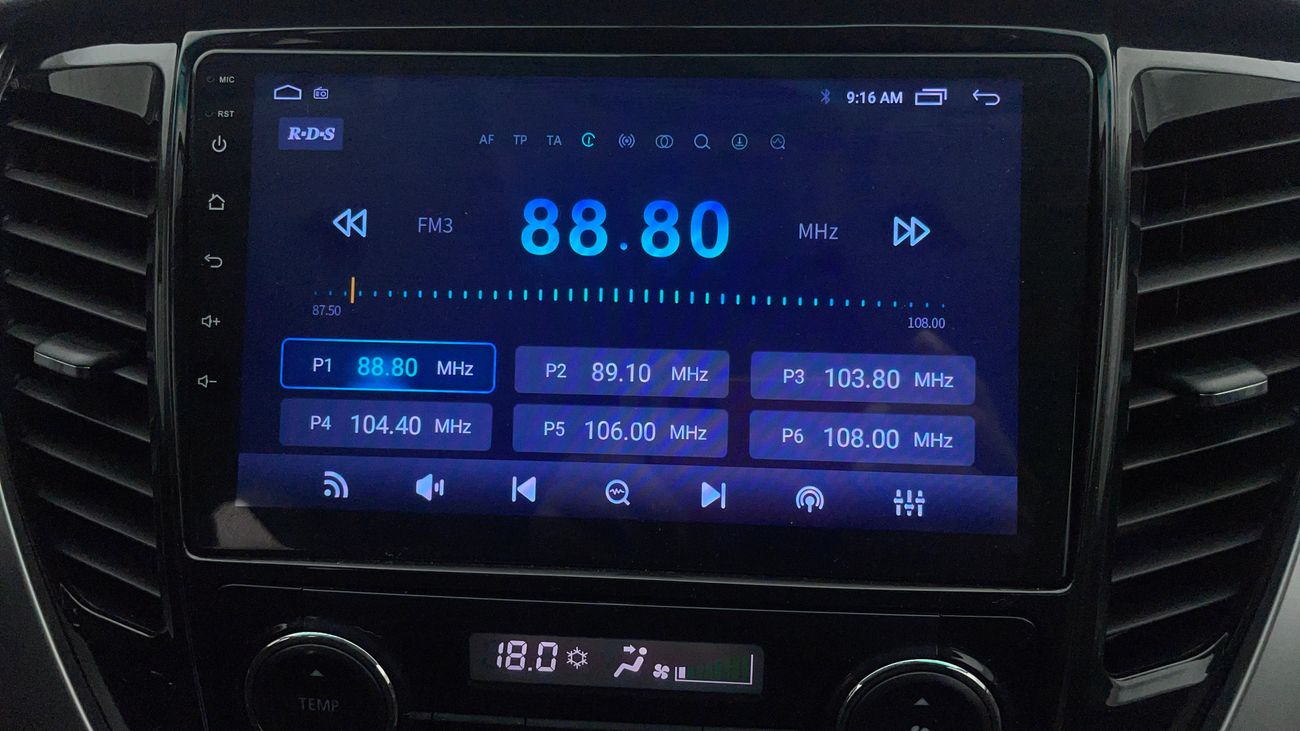 MIC
9:16 AM
RST
R·D·S
AF TP TA
FM3 88.80 MHz
87.50 108.00
P1 88.80 MHz P2 89.10 MHz P3 103.80 MHz
P4 104.40 MHz P5 106.00 MHz P6 108.00 MHz
18.0
TEMP